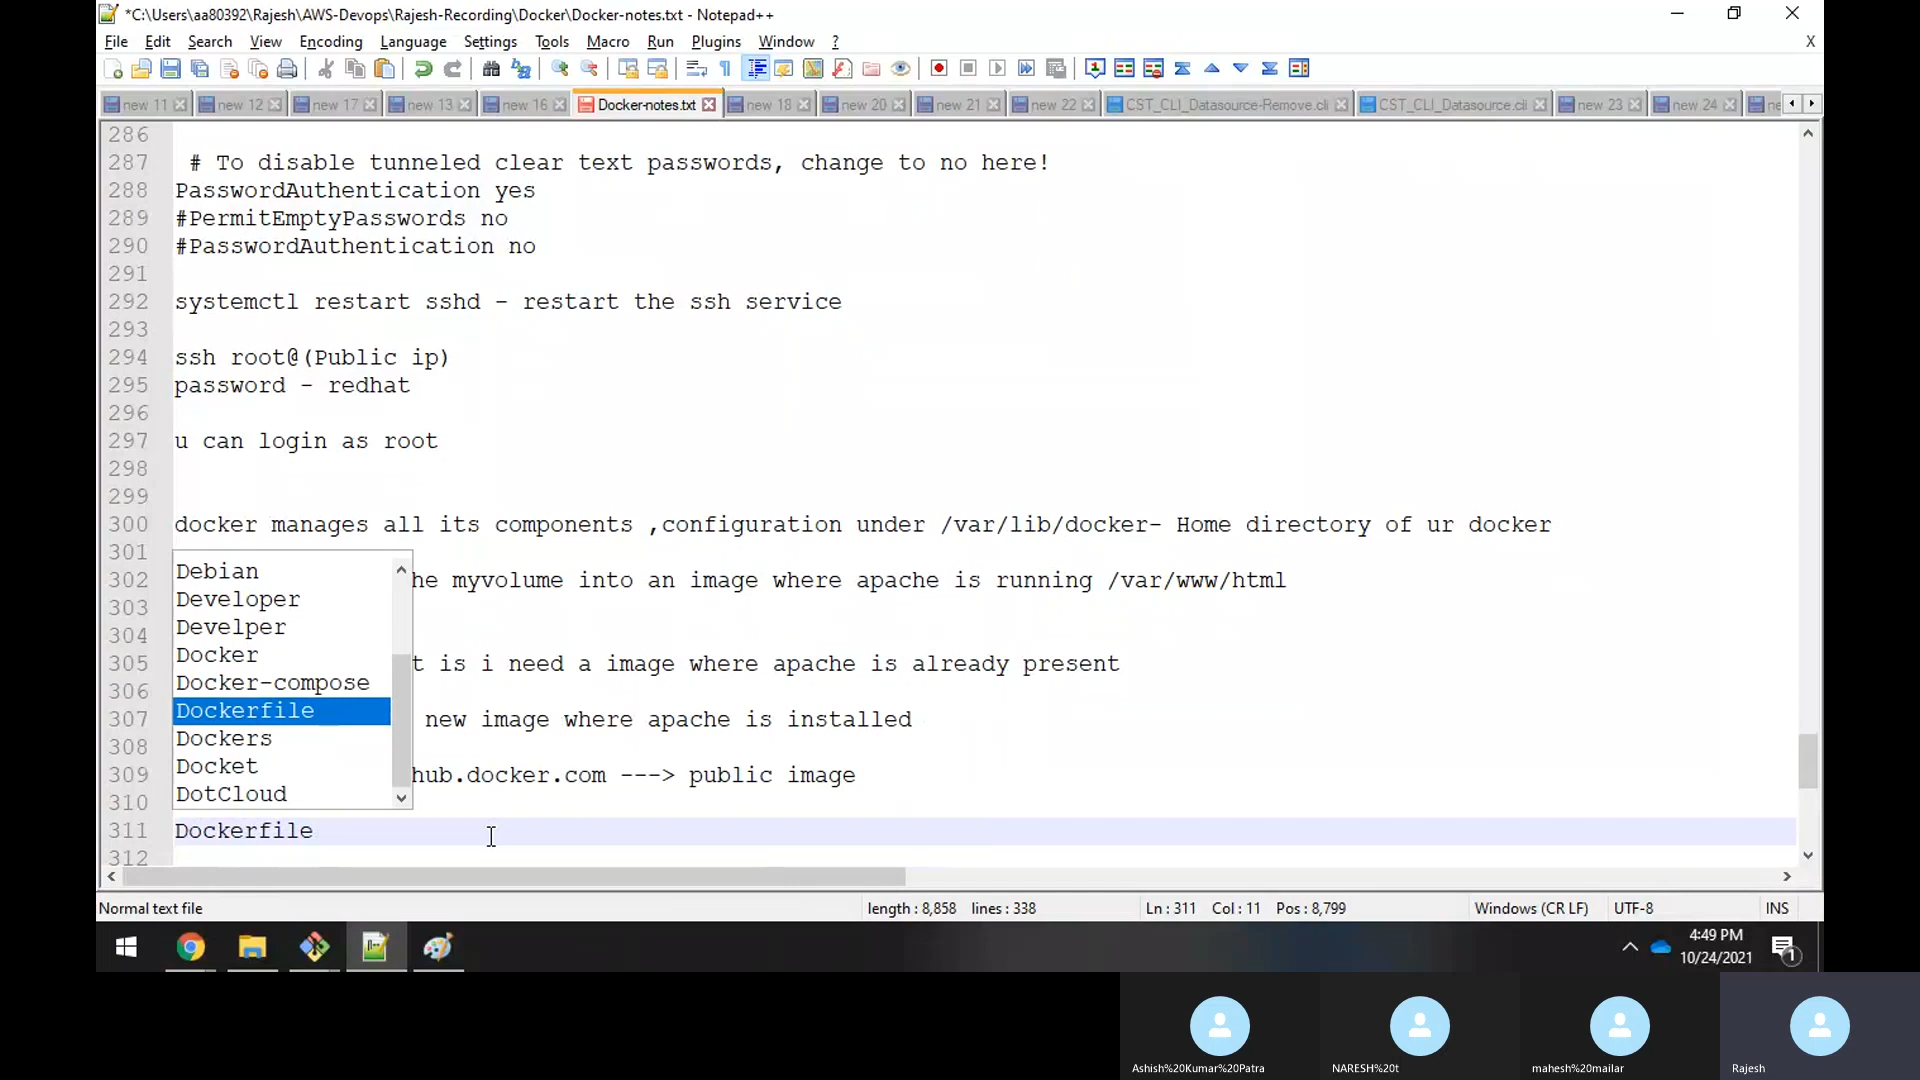 *C:\Users\aa80392\Rajesh\AWS-Devops\Rajesh-Recording\Docker\Docker-notes.txt - Notepad++
File Edit Search View Encoding Language Settings Tools Macro Run Plugins Window ? X
new 11 new 12 new 17 new 13 new 16 Docker-notes.txt new 18 new 20 new 21 new 22 CST_CLI_Datasource-Remove.cli CST_CLI_Datasource.cli new 23 new 24 ne
286
287 # To disable tunneled clear text passwords, change to no here!
288 PasswordAuthentication yes
289 #PermitEmptyPasswords no
290 #PasswordAuthentication no
291
292 systemctl restart sshd - restart the ssh service
293
294 ssh root@(Public ip)
295 password - redhat
296
297 u can login as root
298
299
300 docker manages all its components ,configuration under /var/lib/docker- Home directory of ur docker
301
302 he myvolume into an image where apache is running /var/www/html
303
304
305 t is i need a image where apache is already present
306
307 new image where apache is installed
308
309 hub.docker.com ---> public image
310
311 Dockerfile
312
Debian
Developer
Develper
Docker
Docker-compose
Dockerfile
Dockers
Docket
DotCloud
Normal text file length : 8,858 lines : 338 Ln : 311 Col : 11 Pos : 8,799 Windows (CR LF) UTF-8 INS
4:49 PM
10/24/2021
1
Ashish%20Kumar%20Patra NARESH%20t mahesh%20mailar Rajesh